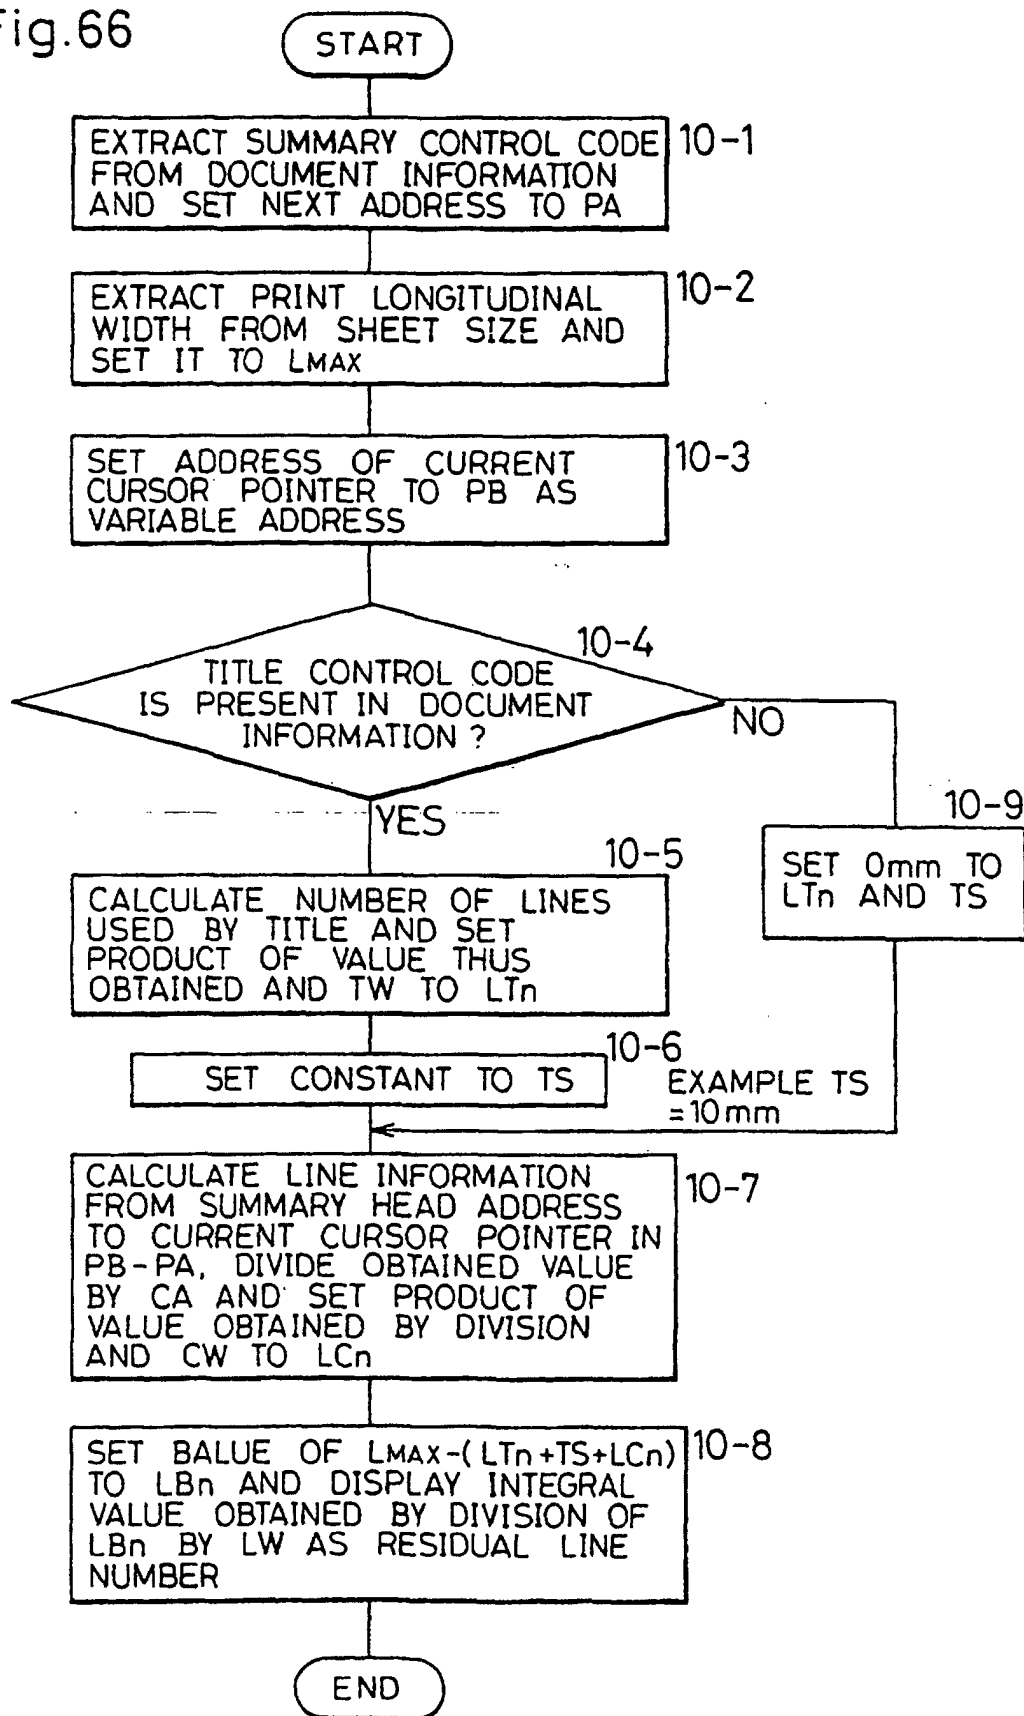 Fig.66
START
EXTRACT SUMMARY CONTROL CODE
FROM DOCUMENT INFORMATION
AND SET NEXT ADDRESS TO PA
10-1
EXTRACT PRINT LONGITUDINAL
WIDTH FROM SHEET SIZE AND
SET IT TO LMAX
10-2
SET ADDRESS OF CURRENT
CURSOR POINTER TO PB AS
VARIABLE ADDRESS
10-3
10-4
TITLE CONTROL CODE
IS PRESENT IN DOCUMENT
INFORMATION ?
NO
YES
10-9
SET 0mm TO
LTn AND TS
10-5
CALCULATE NUMBER OF LINES
USED BY TITLE AND SET
PRODUCT OF VALUE THUS
OBTAINED AND TW TO LTn
10-6
SET CONSTANT TO TS
EXAMPLE TS
=10mm
CALCULATE LINE INFORMATION
FROM SUMMARY HEAD ADDRESS
TO CURRENT CURSOR POINTER IN
PB-PA, DIVIDE OBTAINED VALUE
BY CA AND SET PRODUCT OF
VALUE OBTAINED BY DIVISION
AND CW TO LCn
10-7
SET BALUE OF LMAX-(LTn+TS+LCn)
TO LBn AND DISPLAY INTEGRAL
VALUE OBTAINED BY DIVISION OF
LBn BY LW AS RESIDUAL LINE
NUMBER
10-8
END